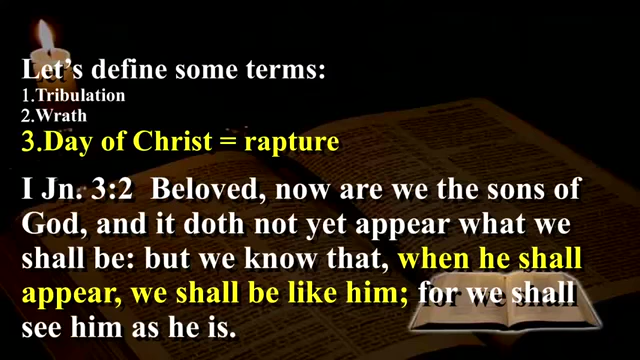 Let's define some terms:
1.Tribulation
2.Wrath
3.Day of Christ = rapture
I Jn. 3:2 Beloved, now are we the sons of
God, and it doth not yet appear what we
shall be: but we know that, when he shall
appear, we shall be like him; for we shall
see him as he is.